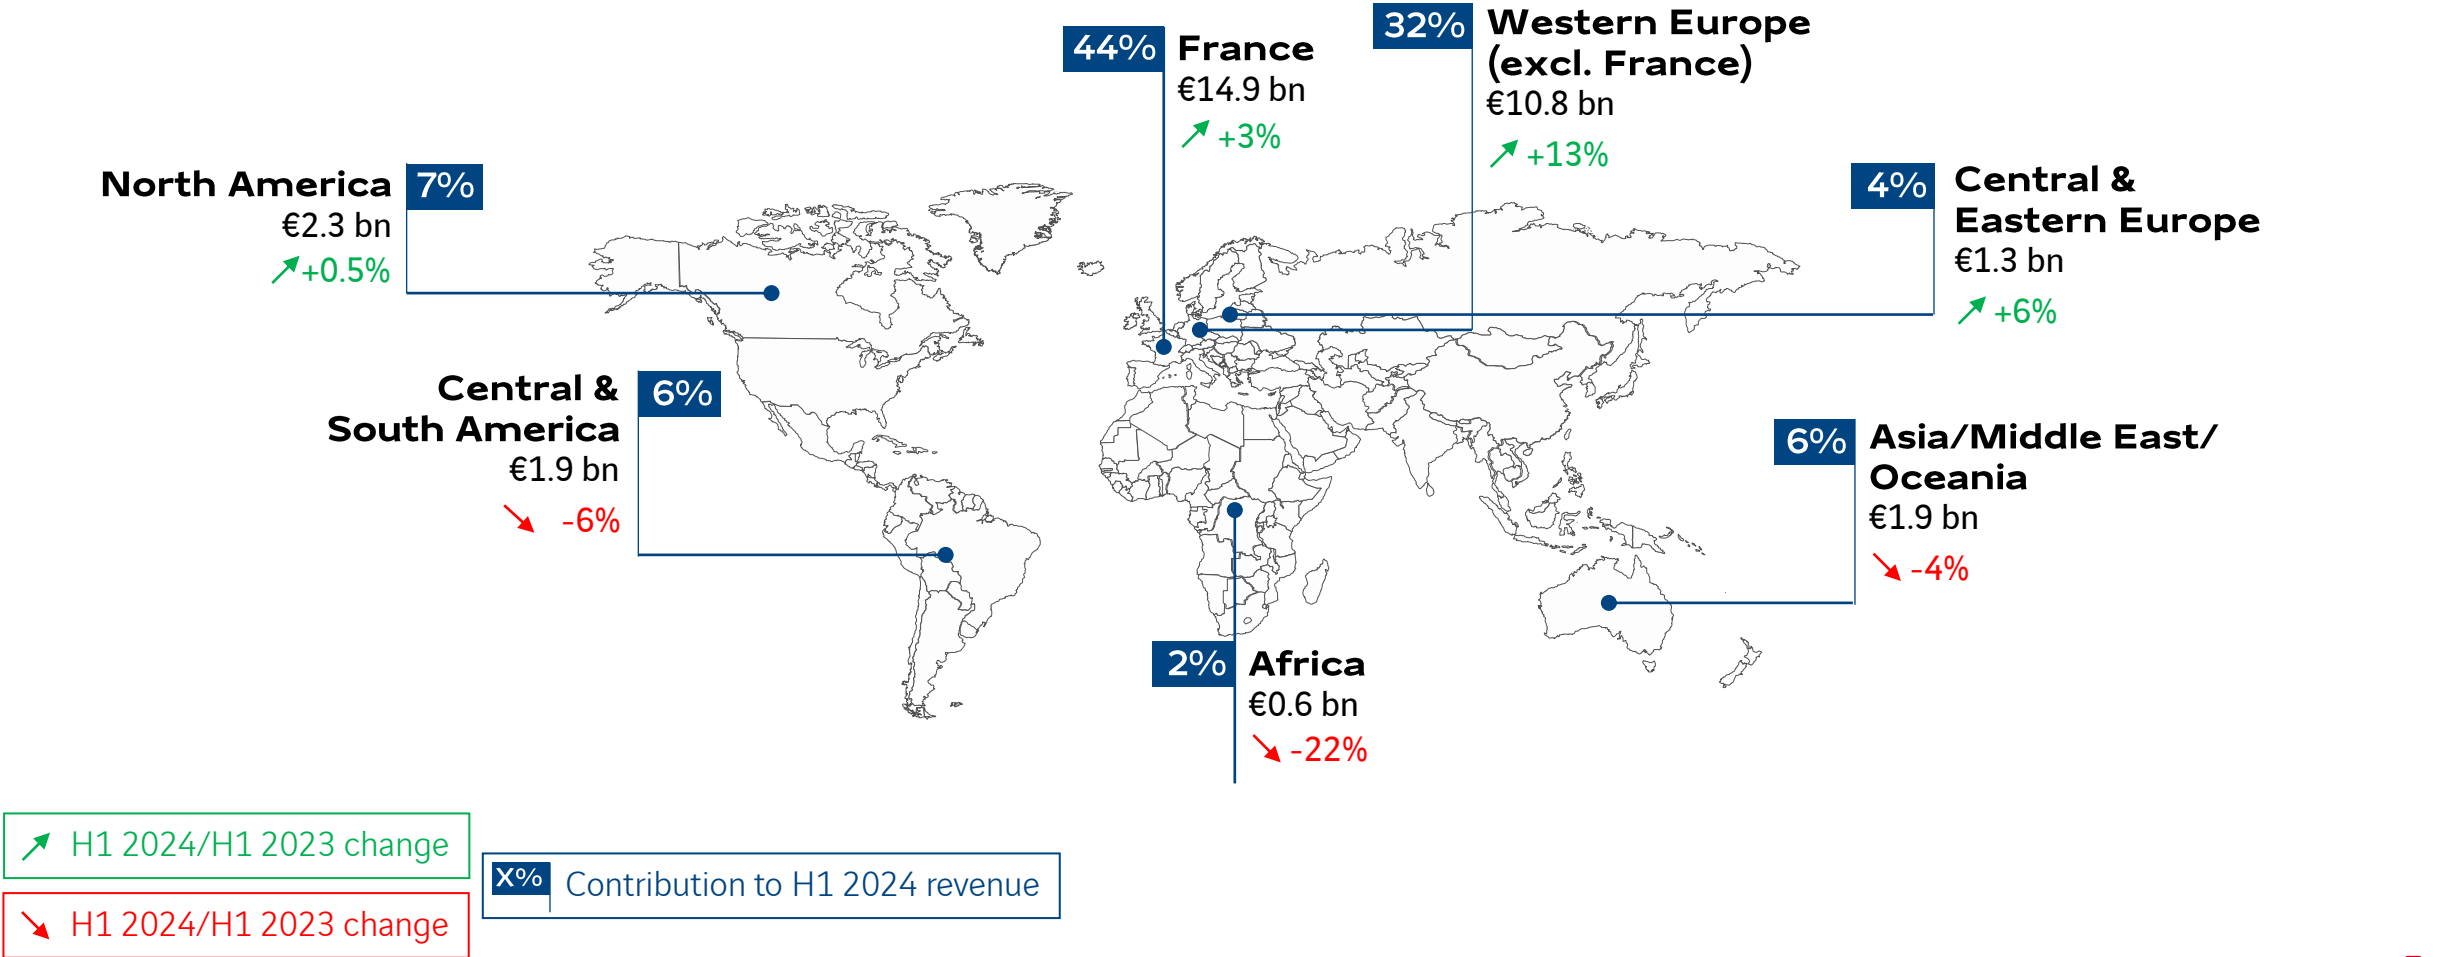 44%
France
€14.9 bn
+3%
32%
Western Europe
(excl. France)
€10.8 bn
+13%
North America
7%
€2.3 bn
+0.5%
4%
Central &
Eastern Europe
€1.3 bn
+6%
Central &
South America
6%
€1.9 bn
-6%
6%
Asia/Middle East/
Oceania
€1.9 bn
-4%
2%
Africa
€0.6 bn
-22%
H1 2024/H1 2023 change
H1 2024/H1 2023 change
X%
Contribution to H1 2024 revenue